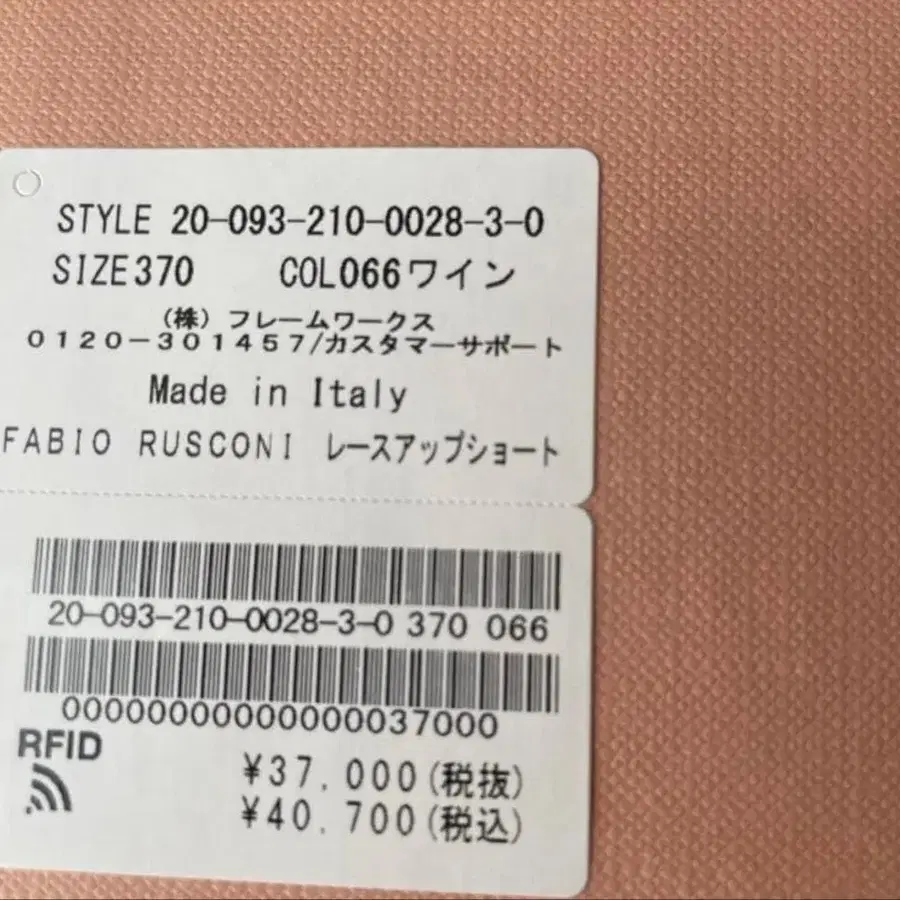 STYLE 20-093-210-0028-3-0
SIZE370 COL066ワイン
(株)フレームワークス
0120-301457/カスタマーサポート
Made in Italy
FABIO RUSCONI レースアップショート
20-093-210-0028-3-0 370 066
0000000000000000037000
RFID
¥37.000(税抜)
¥40.700(税込)